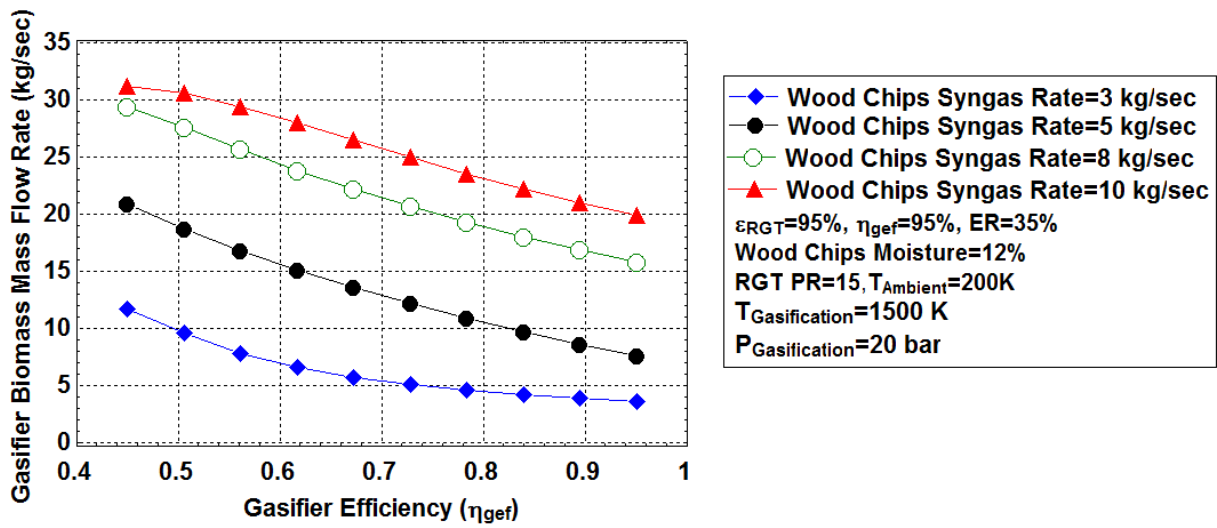 Gasifier Biomass Mass Flow Rate (kg/sec)
35
30
25
20
15
10
5
0
0.4 0.5 0.6 0.7 0.8 0.9 1
Gasifier Efficiency (ηgef)
Wood Chips Syngas Rate=3 kg/sec
Wood Chips Syngas Rate=5 kg/sec
Wood Chips Syngas Rate=8 kg/sec
Wood Chips Syngas Rate=10 kg/sec
εRGT=95%, ηgef=95%, ER=35%
Wood Chips Moisture=12%
RGT PR=15, TAmbient=200K
TGasification=1500 K
PGasification=20 bar